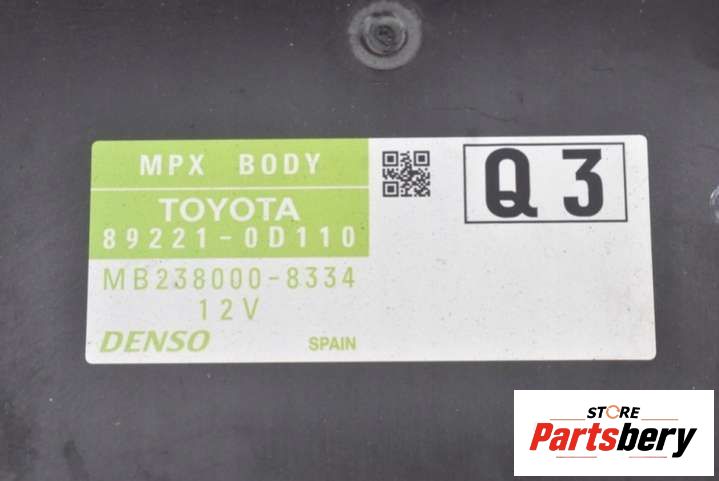 MPX BODY
TOYOTA
89221-0D110
MB238000-8334
12V
DENSO
SPAIN
Q3
STORE
Partsbery